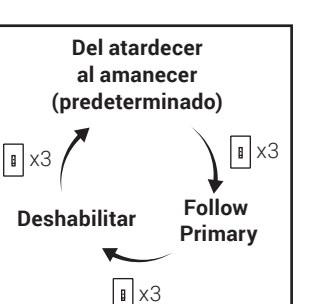 Del atardecer
al amanecer
(predeterminado)
x3
x3
Deshabilitar
Follow
Primary
x3